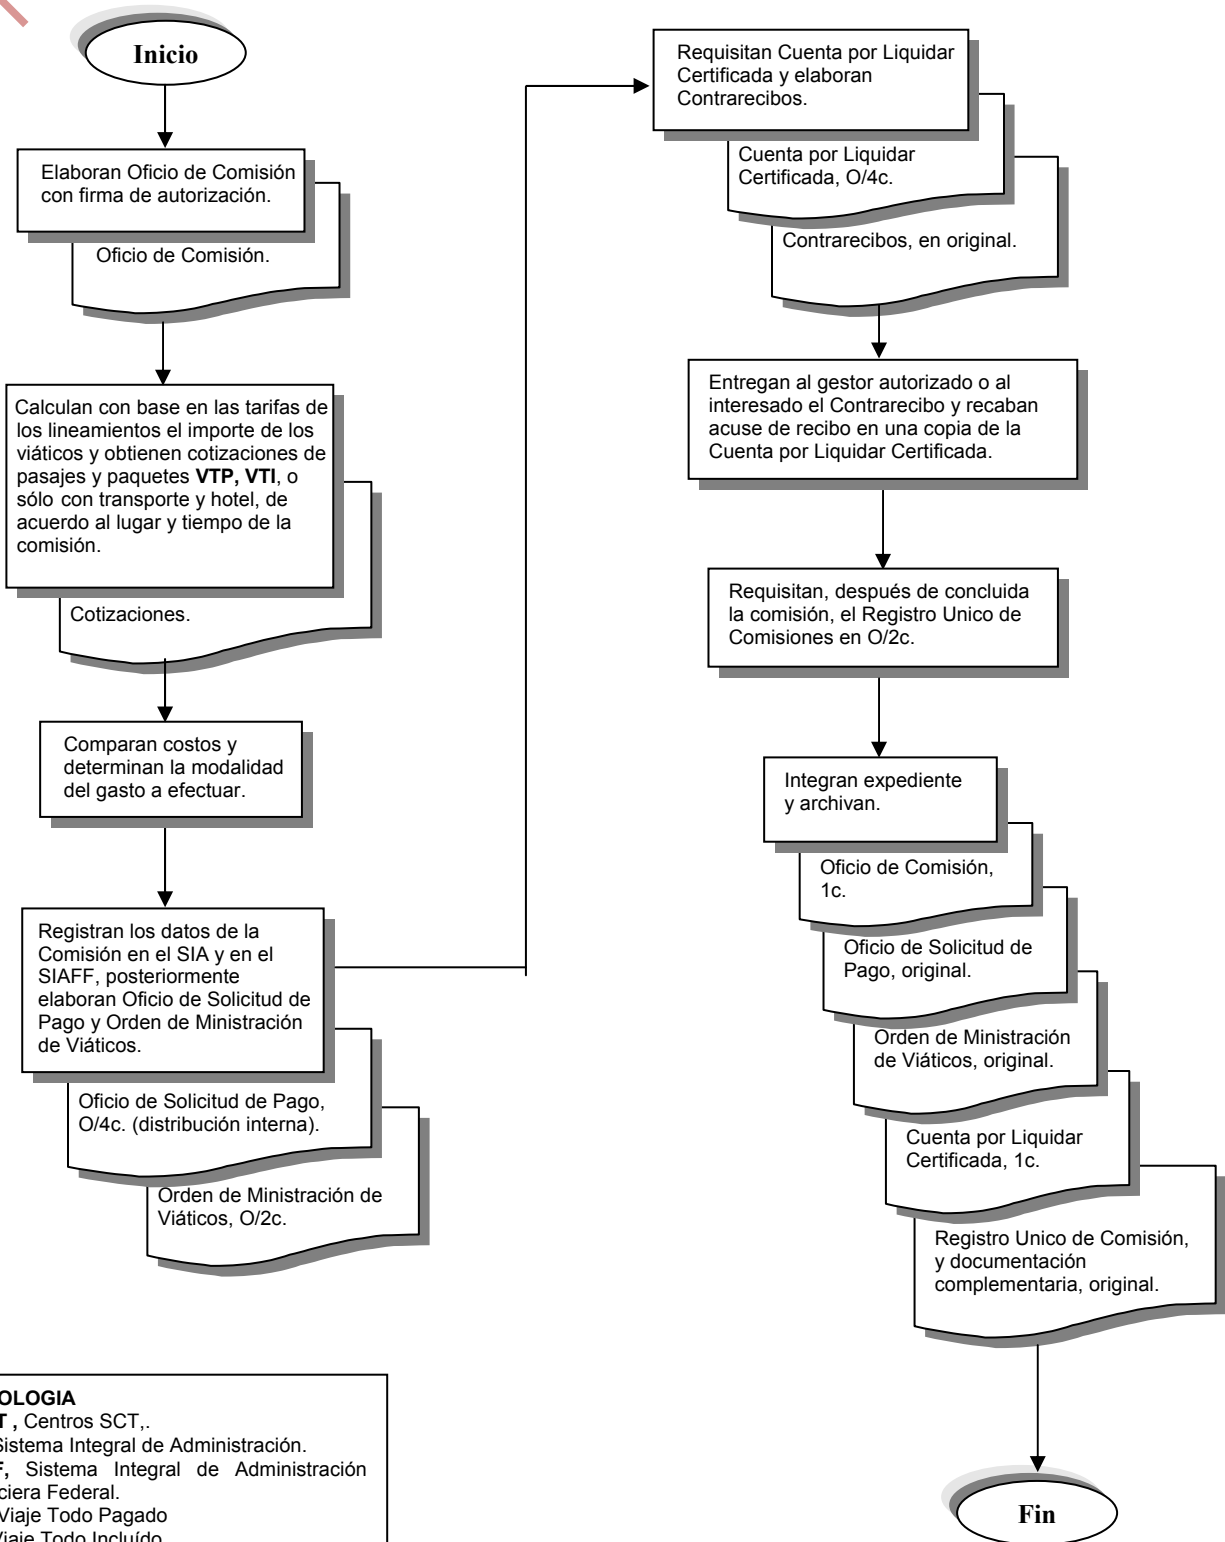 Inicio
Elaboran Oficio de Comisión
con firma de autorización.
Oficio de Comisión.
Calculan con base en las tarifas de
los lineamientos el importe de los
viáticos y obtienen cotizaciones de
pasajes y paquetes VTP, VTI, o
sólo con transporte y hotel, de
acuerdo al lugar y tiempo de la
comisión.
Cotizaciones.
Comparan costos y
determinan la modalidad
del gasto a efectuar.
Registran los datos de la
Comisión en el SIA y en el
SIAFF, posteriormente
elaboran Oficio de Solicitud de
Pago y Orden de Ministración
de Viáticos.
Oficio de Solicitud de Pago,
O/4c. (distribución interna).
Orden de Ministración de
Viáticos, O/2c.
Requisitan Cuenta por Liquidar
Certificada y elaboran
Contrarecibos.
Cuenta por Liquidar
Certificada, O/4c.
Contrarecibos, en original.
Entregan al gestor autorizado o al
interesado el Contrarecibo y recaban
acuse de recibo en una copia de la
Cuenta por Liquidar Certificada.
Requisitan, después de concluida
la comisión, el Registro Unico de
Comisiones en O/2c.
Integran expediente
y archivan.
Oficio de Comisión,
1c.
Oficio de Solicitud de
Pago, original.
Orden de Ministración
de Viáticos, original.
Cuenta por Liquidar
Certificada, 1c.
Registro Unico de Comisión,
y documentación
complementaria, original.
Fin
OLOGIA
T , Centros SCT,.
Sistema Integral de Administración.
F, Sistema Integral de Administración
ciera Federal.
Viaje Todo Pagado
Viaje Todo Incluído